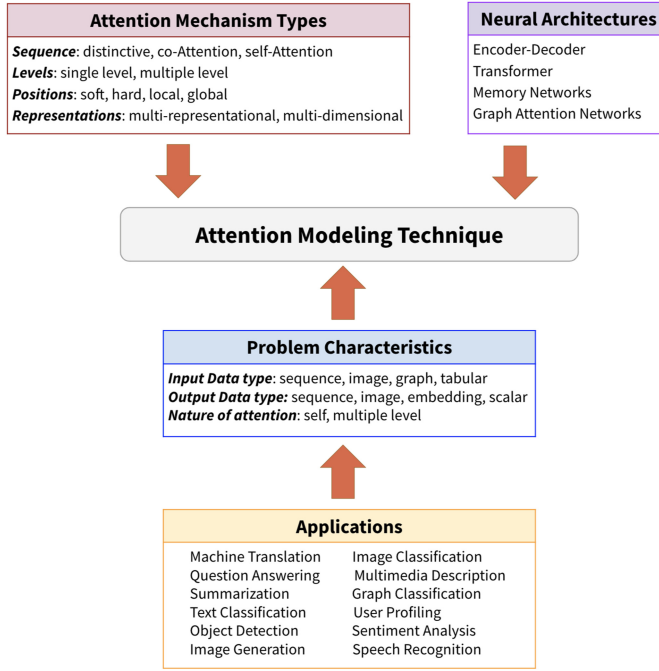 Attention Mechanism Types
Sequence: distinctive, co-Attention, self-Attention
Levels: single level, multiple level
Positions: soft, hard, local, global
Representations: multi-representational, multi-dimensional
Neural Architectures
Encoder-Decoder
Transformer
Memory Networks
Graph Attention Networks
Attention Modeling Technique
Problem Characteristics
Input Data type: sequence, image, graph, tabular
Output Data type: sequence, image, embedding, scalar
Nature of attention: self, multiple level
Applications
Machine Translation
Question Answering
Summarization
Text Classification
Object Detection
Image Generation
Image Classification
Multimedia Description
Graph Classification
User Profiling
Sentiment Analysis
Speech Recognition